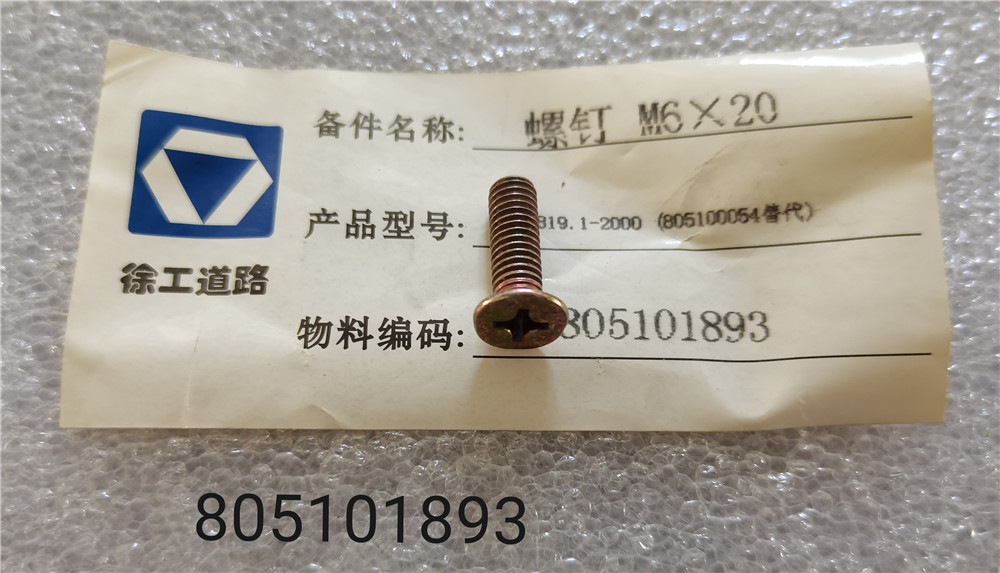 备件名称: 螺钉 M6×20
产品型号: 819.1-2000 (805100054替代)
徐工道路
物料编码: 805101893
805101893